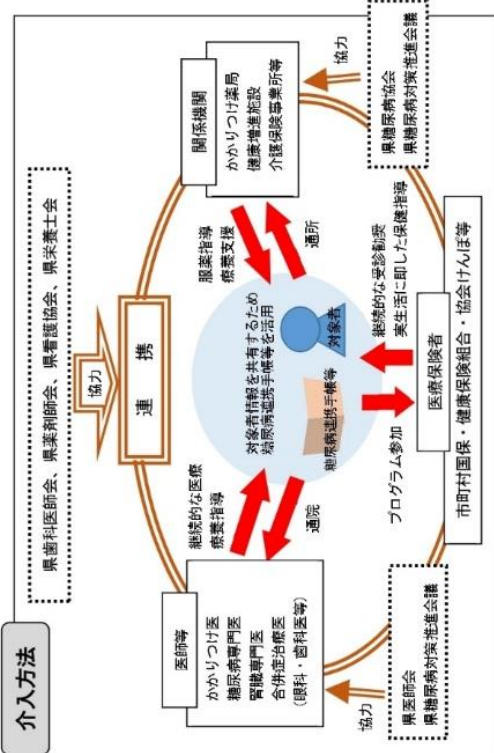 介入方法
県歯科医師会、県薬剤師会、県看護協会、県栄養士会
協力
連　携
医師等
かかりつけ医
糖尿病専門医
腎臓専門医
合併症治療医
（眼科・歯科医等）
継続的な医療
療養指導
通院
対象者情報を共有するため
糖尿病連携手帳等を活用
糖尿病連携手帳等
対象者
服薬指導
療養支援
通所
関係機関
かかりつけ薬局
健康増進施設
介護保険事業所等
プログラム参加
継続的な受診勧奨
実生活に即した保健指導
医療保険者
市町村国保・健康保険組合・協会けんぽ等
協力
県医師会
県糖尿病対策推進会議
協力
県糖尿病協会
県糖尿病対策推進会議